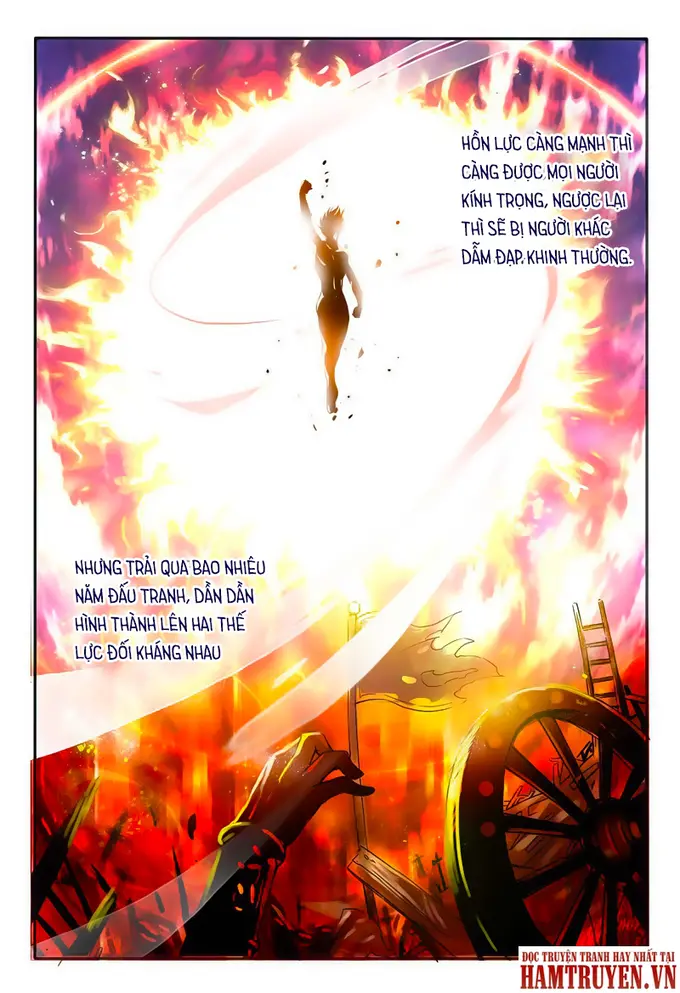 HỒN LỰC CÀNG MẠNH THÌ
CÀNG ĐƯỢC MỌI NGƯỜI
KÍNH TRỌNG, NGƯỢC LẠI
THÌ SẼ BỊ NGƯỜI KHÁC
DẪM ĐẠP, KHINH THƯỜNG.
NHƯNG TRẢI QUA BAO NHIÊU
NĂM ĐẤU TRANH, DẦN DẦN
HÌNH THÀNH LÊN HAI THẾ
LỰC ĐỐI KHÁNG NHAU
ĐỌC TRUYỆN TRANH HAY NHẤT TẠI
HAMTRUYEN.VN